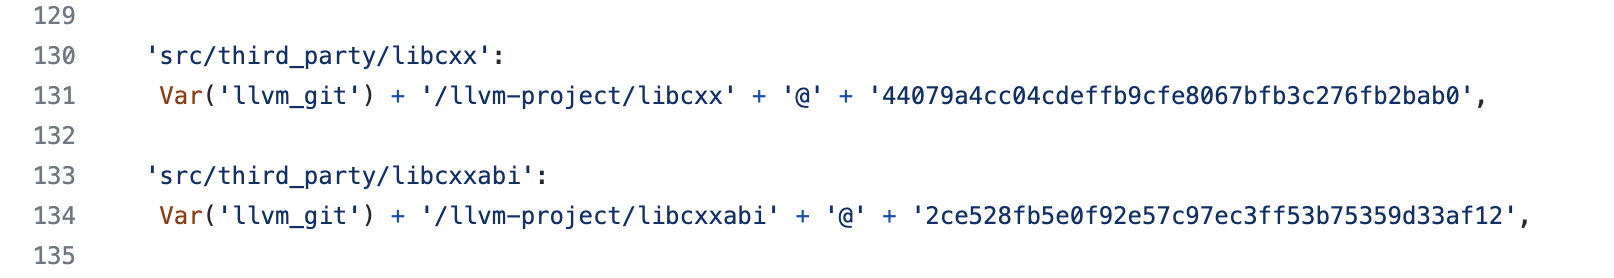 129
130 'src/third_party/libcxx':
131 Var('llvm_git') + '/llvm-project/libcxx' + '@' + '44079a4cc04cdeffb9cfe8067bfb3c276fb2bab0',
132
133 'src/third_party/libcxxabi':
134 Var('llvm_git') + '/llvm-project/libcxxabi' + '@' + '2ce528fb5e0f92e57c97ec3ff53b75359d33af12',
135